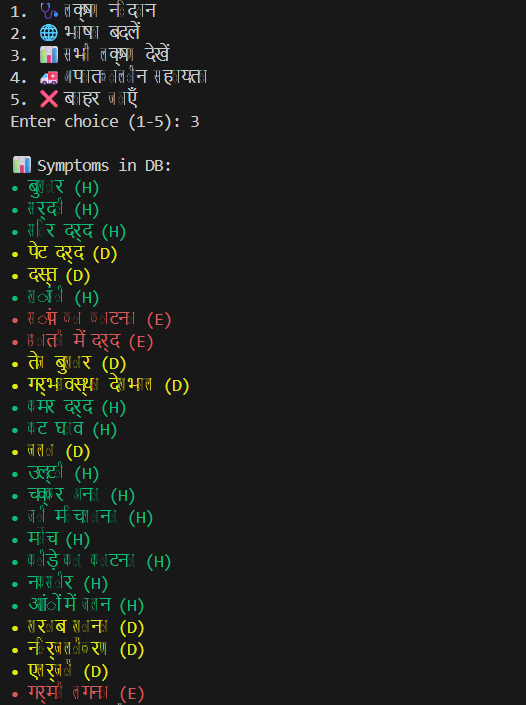 1. 🩺 लक्षण निदान
2. 🌐 भाषा बदलें
3. 📊 सभी लक्षण देखें
4. 🚑 आपातकालीन सहायता
5. ❌ बाहर जाएँ
Enter choice (1-5): 3
📊 Symptoms in DB:
• बुखार (H)
• सर्दी (H)
• सिर दर्द (H)
• पेट दर्द (D)
• दस्त (D)
• खांसी (H)
• सांप का काटना (E)
• छाती में दर्द (E)
• तेज बुखार (D)
• गर्भावस्था देखभाल (D)
• कमर दर्द (H)
• कट घाव (H)
• जलना (D)
• उल्टी (H)
• चक्कर आना (H)
• जी मिचलाना (H)
• मोच (H)
• कीड़े का काटना (H)
• नकसीर (H)
• आंखों में जलन (H)
• खराब खाना (D)
• निर्जलीकरण (D)
• एलर्जी (D)
• गर्मी लगना (E)